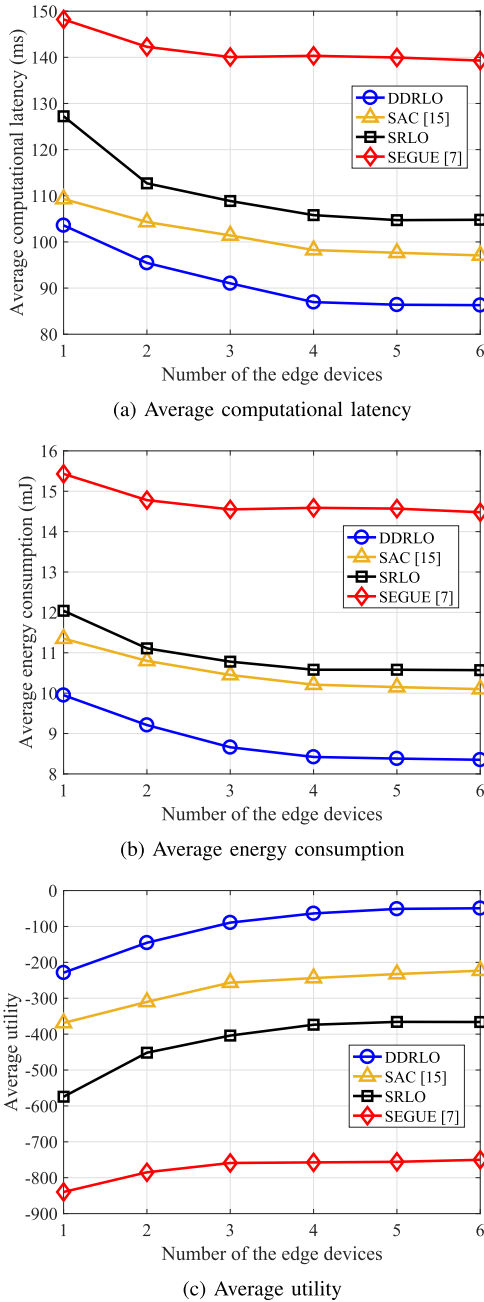 150
140
130
120
110
100
90
80
Average computational latency (ms)
DDRLO
SAC [15]
SRLO
SEGUE [7]
1 2 3 4 5 6
Number of the edge devices
(a) Average computational latency
16
15
14
13
12
11
10
9
8
Average energy consumption (mJ)
DDRLO
SAC [15]
SRLO
SEGUE [7]
1 2 3 4 5 6
Number of the edge devices
(b) Average energy consumption
0
-100
-200
-300
-400
-500
-600
-700
-800
-900
Average utility
DDRLO
SAC [15]
SRLO
SEGUE [7]
1 2 3 4 5 6
Number of the edge devices
(c) Average utility